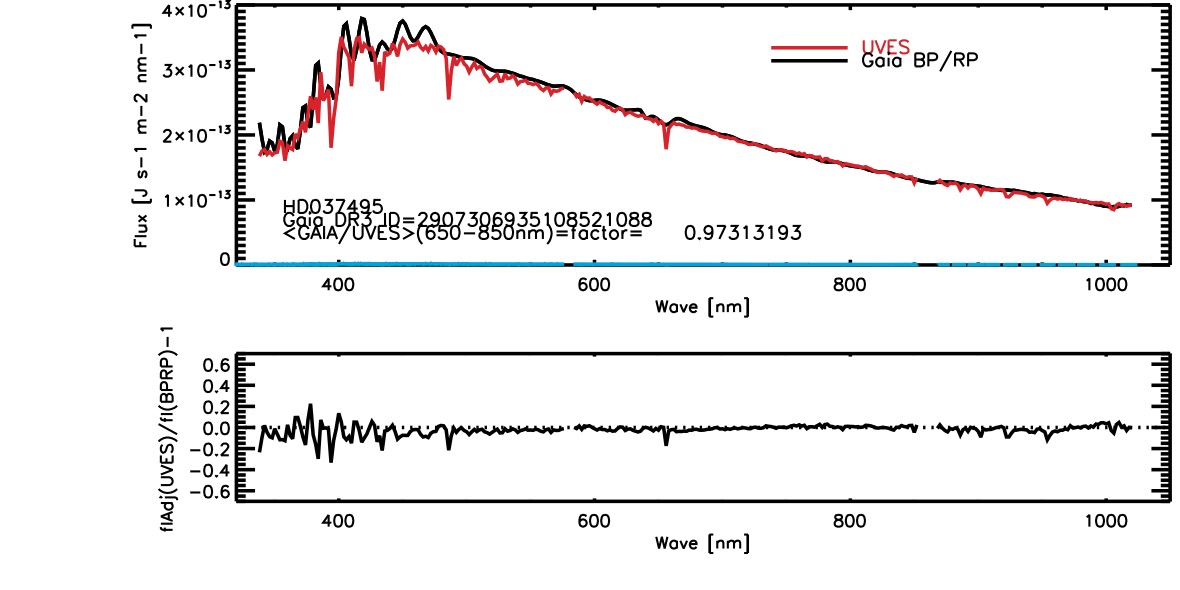 4×10−13
3×10−13
2×10−13
1×10−13
0
Flux [J s−1 m−2 nm−1]
UVES
Gaia BP/RP
HD037495
Gaia DR3 ID=2907306935108521088
<GAIA/UVES>(650−850nm)=factor= 0.97313193
400 600 800 1000
Wave [nm]
flAdj(UVES)/fl(BPRP)−1
0.6
0.4
0.2
0.0
−0.2
−0.4
−0.6
400 600 800 1000
Wave [nm]